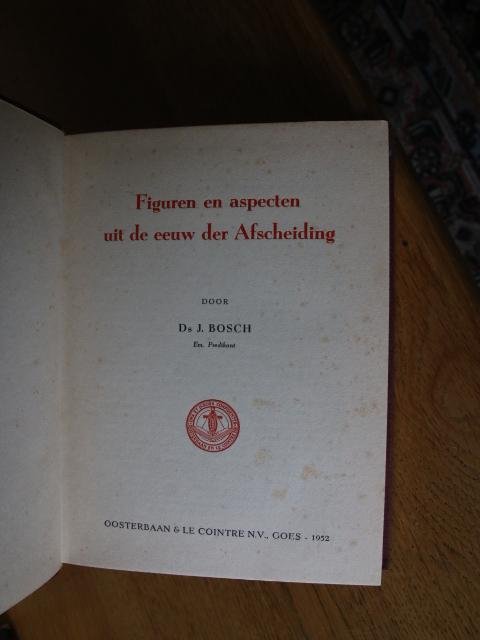 Figuren en aspecten
uit de eeuw der Afscheiding
DOOR
Ds J. BOSCH
Em. Predikant
OOSTERBAAN & LE COINTRE N.V., GOES - 1952